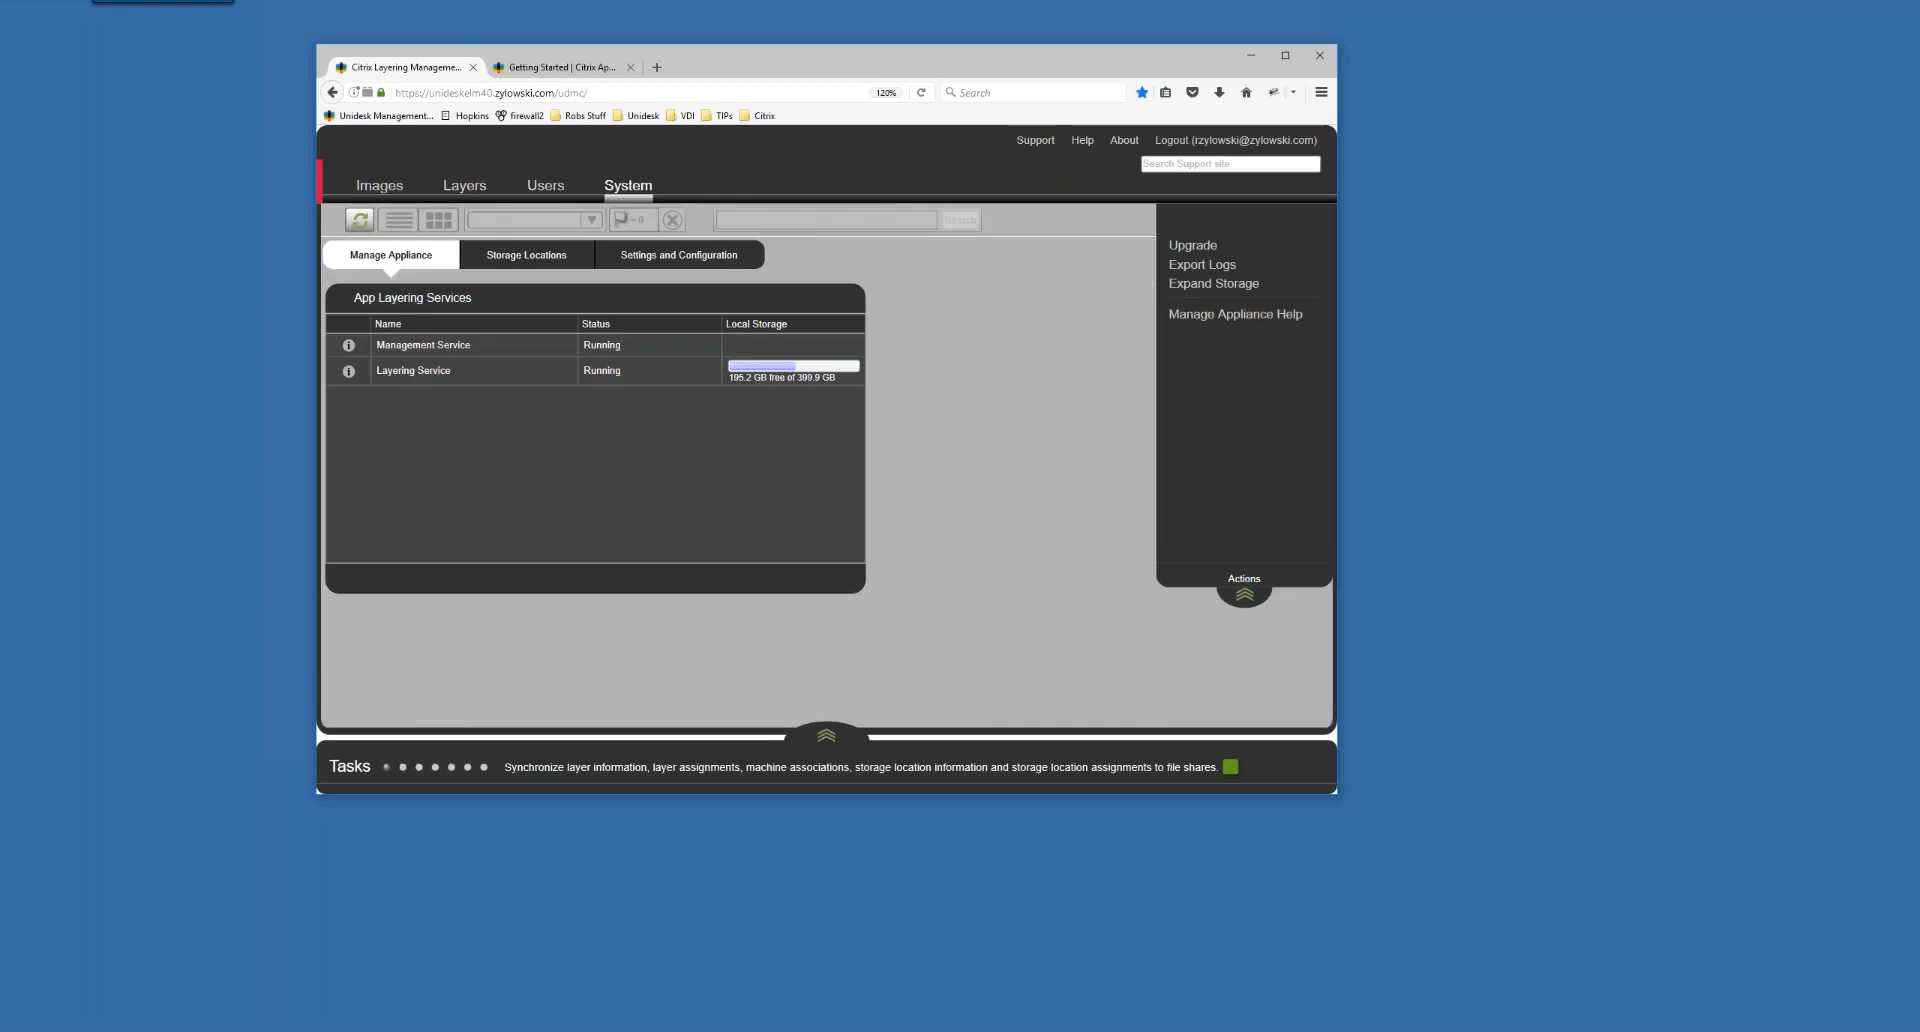 Citrix Layering Manageme...
Getting Started | Citrix Ap...
https://unideskelm40.zylowski.com/udmc/
120%
Search
Unidesk Management...
Hopkins
firewall2
Robs Stuff
Unidesk
VDI
TIPs
Citrix
Support
Help
About
Logout (rzylowski@zylowski.com)
Search Support site
Images
Layers
Users
System
= 0
Search
Manage Appliance
Storage Locations
Settings and Configuration
App Layering Services
Name
Status
Local Storage
Management Service
Running
Layering Service
Running
195.2 GB free of 399.9 GB
Upgrade
Export Logs
Expand Storage
Manage Appliance Help
Actions
Tasks
Synchronize layer information, layer assignments, machine associations, storage location information and storage location assignments to file shares.